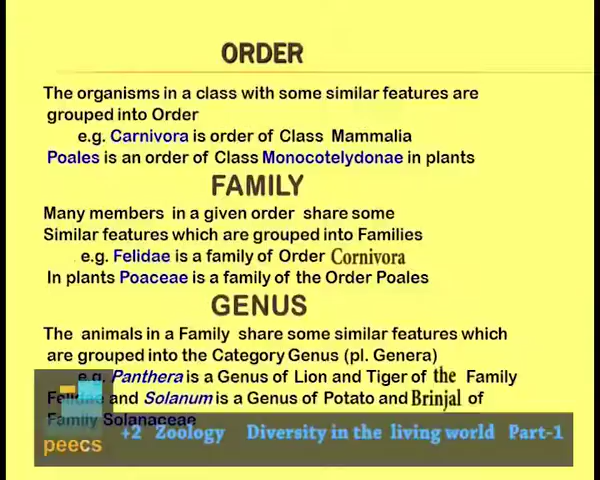 ORDER
The organisms in a class with some similar features are
grouped into Order
e.g. Carnivora is order of Class Mammalia
Poales is an order of Class Monocotelydonae in plants
FAMILY
Many members in a given order share some
Similar features which are grouped into Families
e.g. Felidae is a family of Order Cornivora
In plants Poaceae is a family of the Order Poales
GENUS
The animals in a Family share some similar features which
are grouped into the Category Genus (pl. Genera)
e.g. Panthera is a Genus of Lion and Tiger of the Family
Felidae and Solanum is a Genus of Potato and Brinjal of
Family Solanaceae
+2 Zoology Diversity in the living world Part-1
peecs